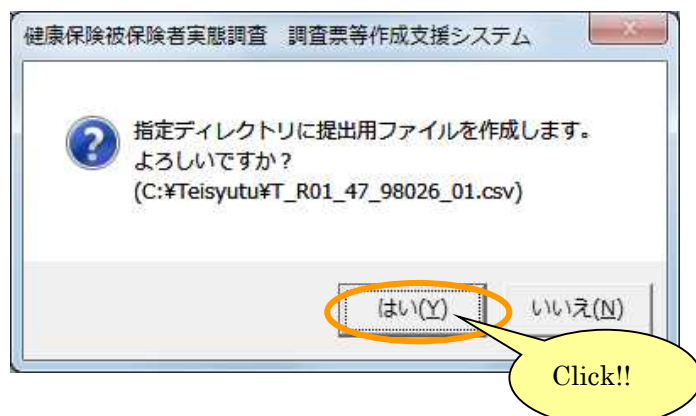 健康保険被保険者実態調査　調査票等作成支援システム
指定ディレクトリに提出用ファイルを作成します。
よろしいですか？
(C:¥Teisyutu¥T_R01_47_98026_01.csv)
はい(Y)
いいえ(N)
Click!!